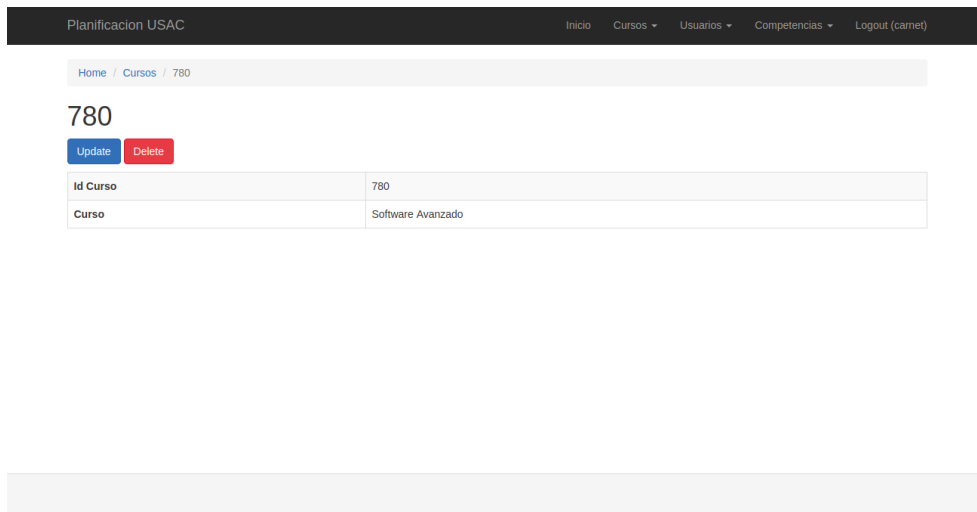 Planificacion USAC Inicio Cursos Usuarios Competencias Logout (carnet)
Home / Cursos / 780
780
Update Delete
Id Curso 780
Curso Software Avanzado